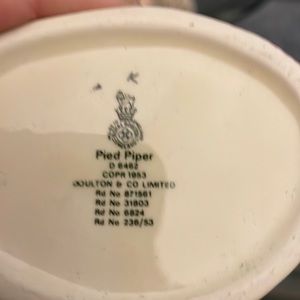 Pied Piper
D 6462
COPR 1953
DOULTON & CO LIMITED
Rd No 871561
Rd No 31803
Rd No 6824
Rd No 236/53